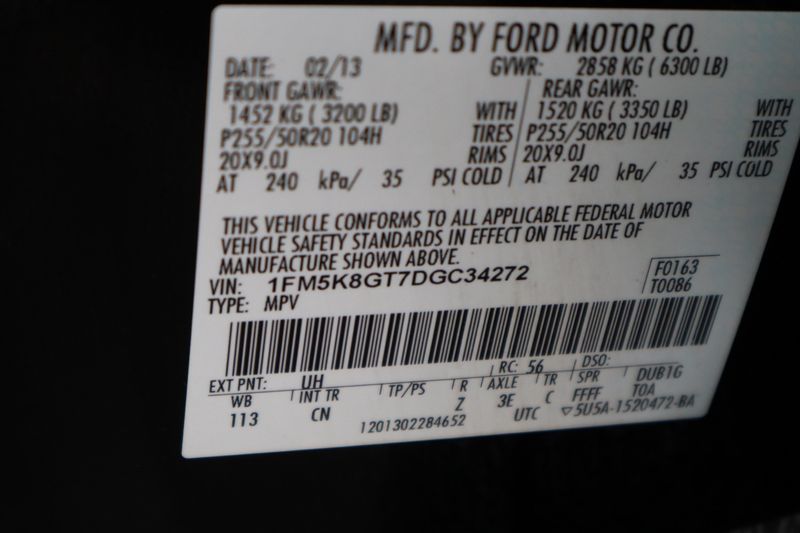 MFD. BY FORD MOTOR CO.
DATE: 02/13 GVWR: 2858 KG ( 6300 LB)
FRONT GAWR: REAR GAWR:
1452 KG ( 3200 LB) WITH 1520 KG ( 3350 LB) WITH
P255/50R20 104H TIRES P255/50R20 104H TIRES
20X9.0J RIMS 20X9.0J RIMS
AT 240 kPa/ 35 PSI COLD AT 240 kPa/ 35 PSI COLD
THIS VEHICLE CONFORMS TO ALL APPLICABLE FEDERAL MOTOR
VEHICLE SAFETY STANDARDS IN EFFECT ON THE DATE OF
MANUFACTURE SHOWN ABOVE.
VIN: 1FM5K8GT7DGC34272 F0163
TYPE: MPV T0086
EXT PNT: UH RC: 56 DSO:
WB INT TR TP/PS R AXLE TR SPR DUB1G
113 CN Z 3E C FFFF TOA
1201302284652 UTC ▽5U5A-1520472-BA